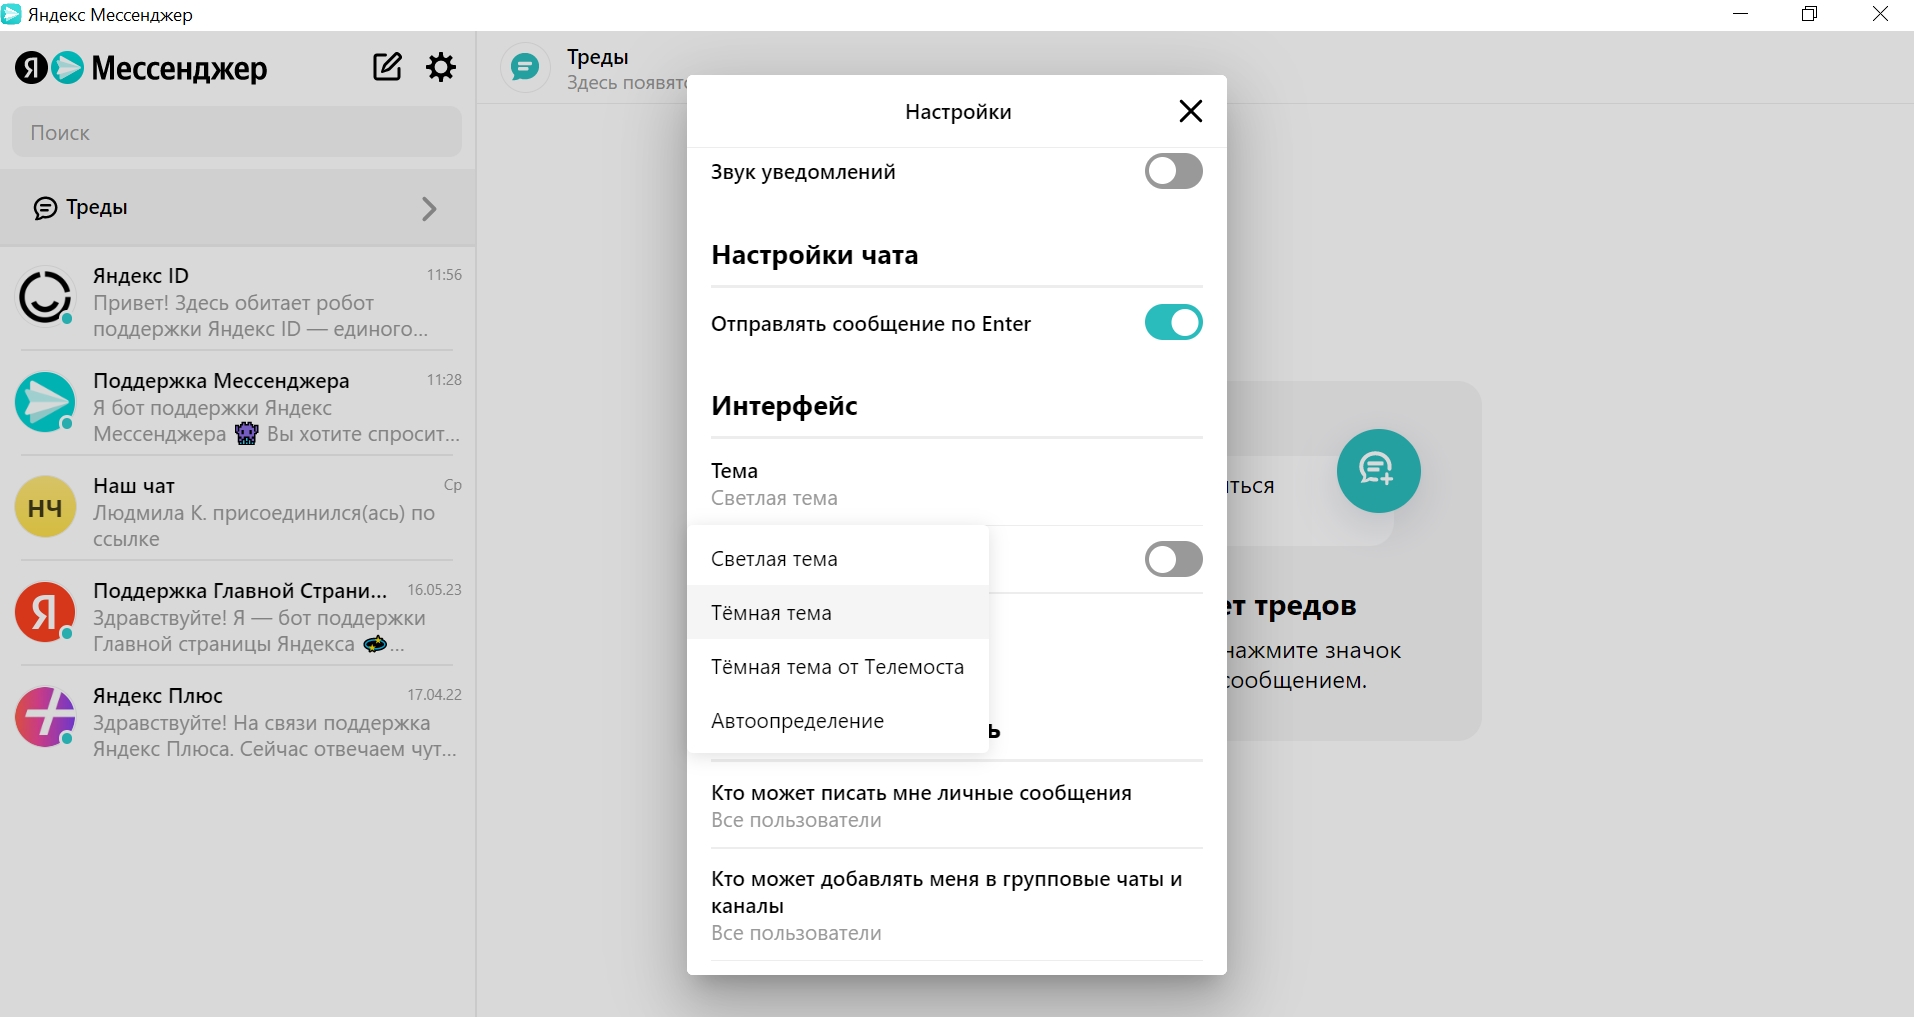 Яндекс Мессенджер
Я Мессенджер
Поиск
Треды
Яндекс ID
11:56
Привет! Здесь обитает робот
поддержки Яндекс ID — единого...
Поддержка Мессенджера
11:28
Я бот поддержки Яндекс
Мессенджера 👾 Вы хотите спросит...
НЧ
Наш чат
Ср
Людмила К. присоединился(ась) по
ссылке
Я
Поддержка Главной Страни...
16.05.23
Здравствуйте! Я — бот поддержки
Главной страницы Яндекса 💫...
Яндекс Плюс
17.04.22
Здравствуйте! На связи поддержка
Яндекс Плюса. Сейчас отвечаем чут...
Треды
Здесь появятс
Настройки
Звук уведомлений
Настройки чата
Отправлять сообщение по Enter
Интерфейс
Тема
Светлая тема
Светлая тема
Тёмная тема
Тёмная тема от Телемоста
Автоопределение
ь
Кто может писать мне личные сообщения
Все пользователи
Кто может добавлять меня в групповые чаты и
каналы
Все пользователи
ться
ет тредов
нажмите значок
сообщением.